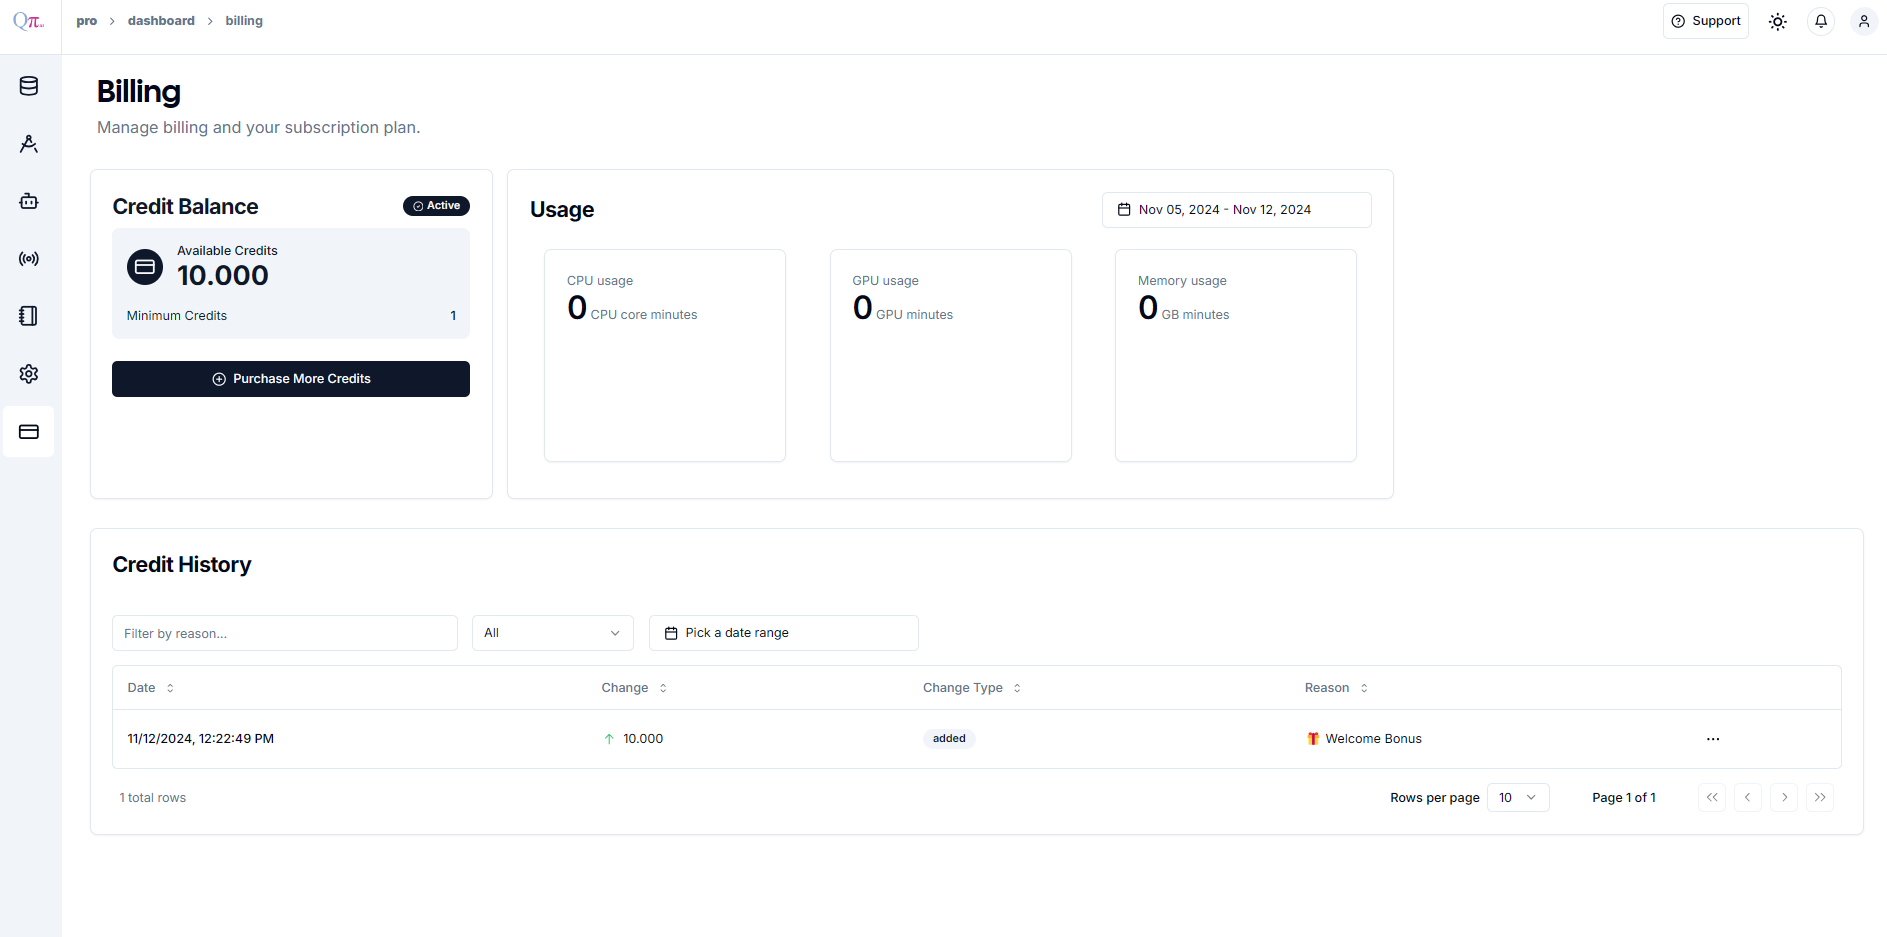 Qπ.AI
pro > dashboard > billing
Support
Billing
Manage billing and your subscription plan.
Credit Balance
Active
Available Credits
10.000
Minimum Credits 1
Purchase More Credits
Usage
Nov 05, 2024 - Nov 12, 2024
CPU usage
0 CPU core minutes
GPU usage
0 GPU minutes
Memory usage
0 GB minutes
Credit History
Filter by reason...
All
Pick a date range
Date Change Change Type Reason
11/12/2024, 12:22:49 PM 10.000 added Welcome Bonus
1 total rows
Rows per page 10 Page 1 of 1